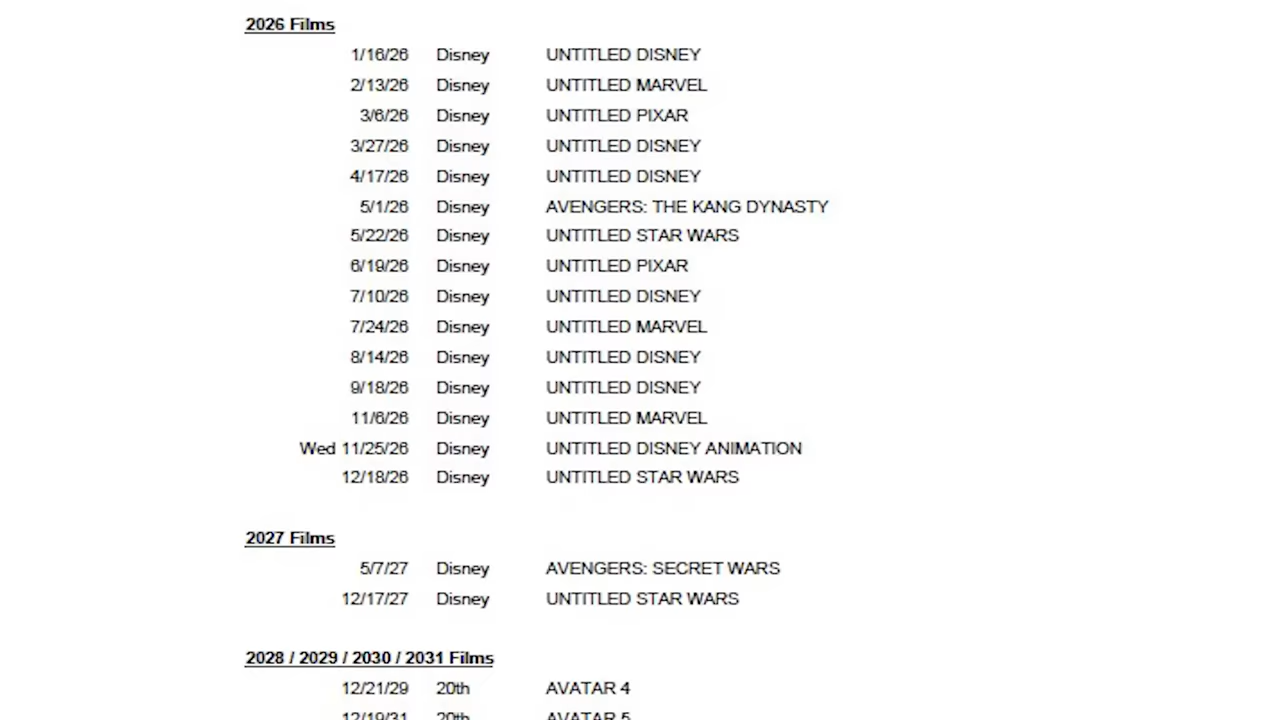 2026 Films
1/16/26 Disney UNTITLED DISNEY
2/13/26 Disney UNTITLED MARVEL
3/6/26 Disney UNTITLED PIXAR
3/27/26 Disney UNTITLED DISNEY
4/17/26 Disney UNTITLED DISNEY
5/1/26 Disney AVENGERS: THE KANG DYNASTY
5/22/26 Disney UNTITLED STAR WARS
6/19/26 Disney UNTITLED PIXAR
7/10/26 Disney UNTITLED DISNEY
7/24/26 Disney UNTITLED MARVEL
8/14/26 Disney UNTITLED DISNEY
9/18/26 Disney UNTITLED DISNEY
11/6/26 Disney UNTITLED MARVEL
Wed 11/25/26 Disney UNTITLED DISNEY ANIMATION
12/18/26 Disney UNTITLED STAR WARS
2027 Films
5/7/27 Disney AVENGERS: SECRET WARS
12/17/27 Disney UNTITLED STAR WARS
2028 / 2029 / 2030 / 2031 Films
12/21/29 20th AVATAR 4
12/19/31 20th AVATAR 5